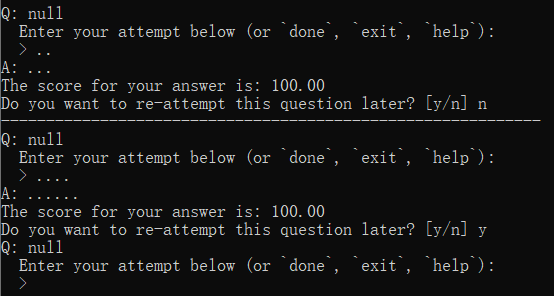 Q: null
  Enter your attempt below (or `done`, `exit`, `help`):
  > ..
A: ...
The score for your answer is: 100.00
Do you want to re-attempt this question later? [y/n] n
------------------------------------------------------------
Q: null
  Enter your attempt below (or `done`, `exit`, `help`):
  > ....
A: ......
The score for your answer is: 100.00
Do you want to re-attempt this question later? [y/n] y
Q: null
  Enter your attempt below (or `done`, `exit`, `help`):
  >